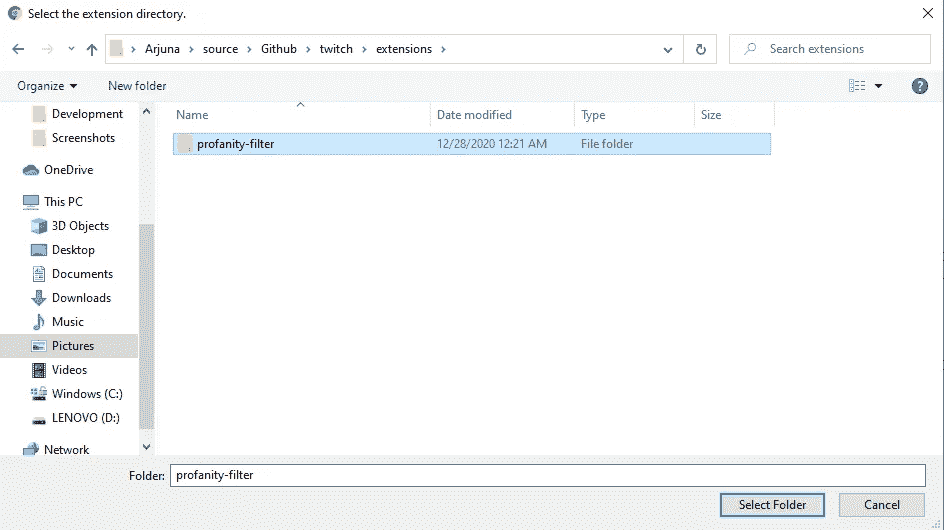 Select the extension directory.
Arjuna > source > Github > twitch > extensions >
Search extensions
Organize
New folder
Name
Date modified
Type
Size
profanity-filter
12/28/2020 12:21 AM
File folder
Development
Screenshots
OneDrive
This PC
3D Objects
Desktop
Documents
Downloads
Music
Pictures
Videos
Windows (C:)
LENOVO (D:)
Network
Folder: profanity-filter
Select Folder
Cancel